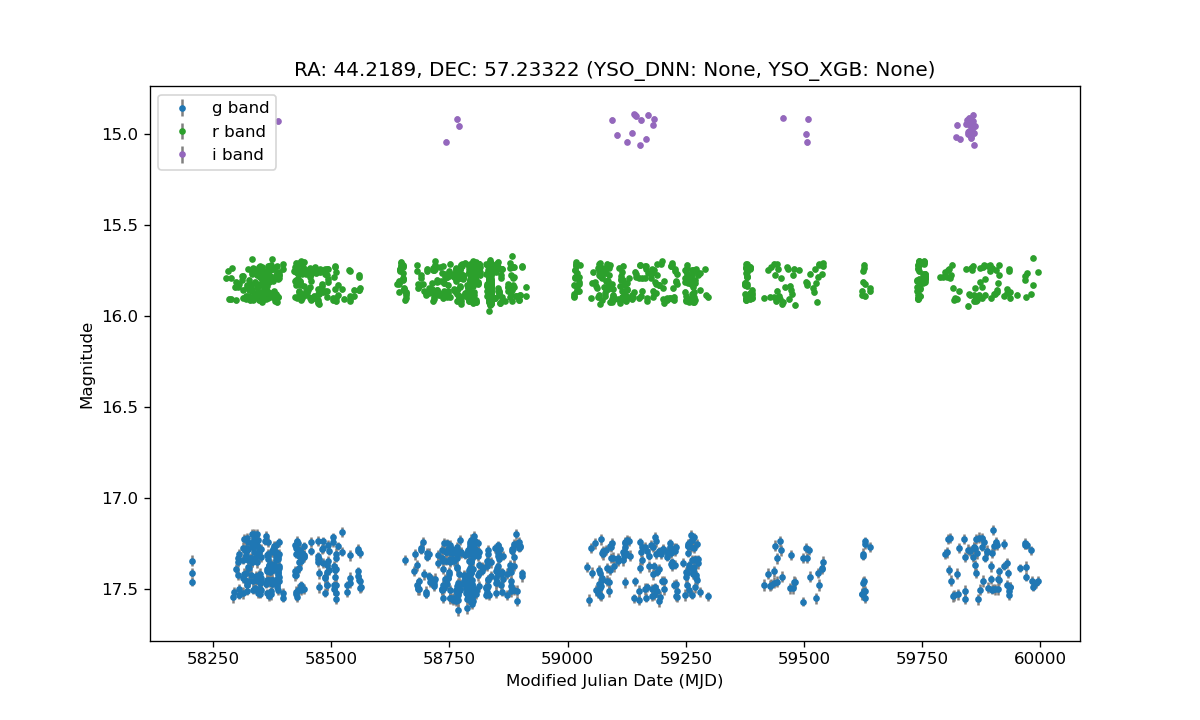 RA: 44.2189, DEC: 57.23322 (YSO_DNN: None, YSO_XGB: None)
g band
r band
i band
15.0
15.5
16.0
16.5
17.0
17.5
Magnitude
58250 58500 58750 59000 59250 59500 59750 60000
Modified Julian Date (MJD)